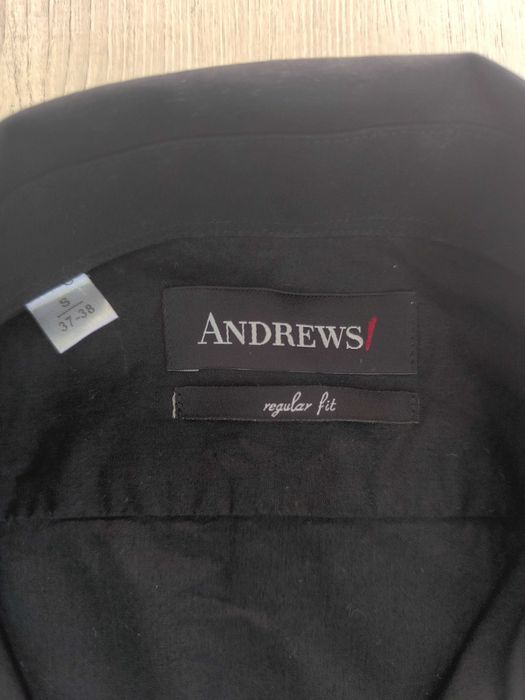 S
37-38
ANDREWS/
regular fit